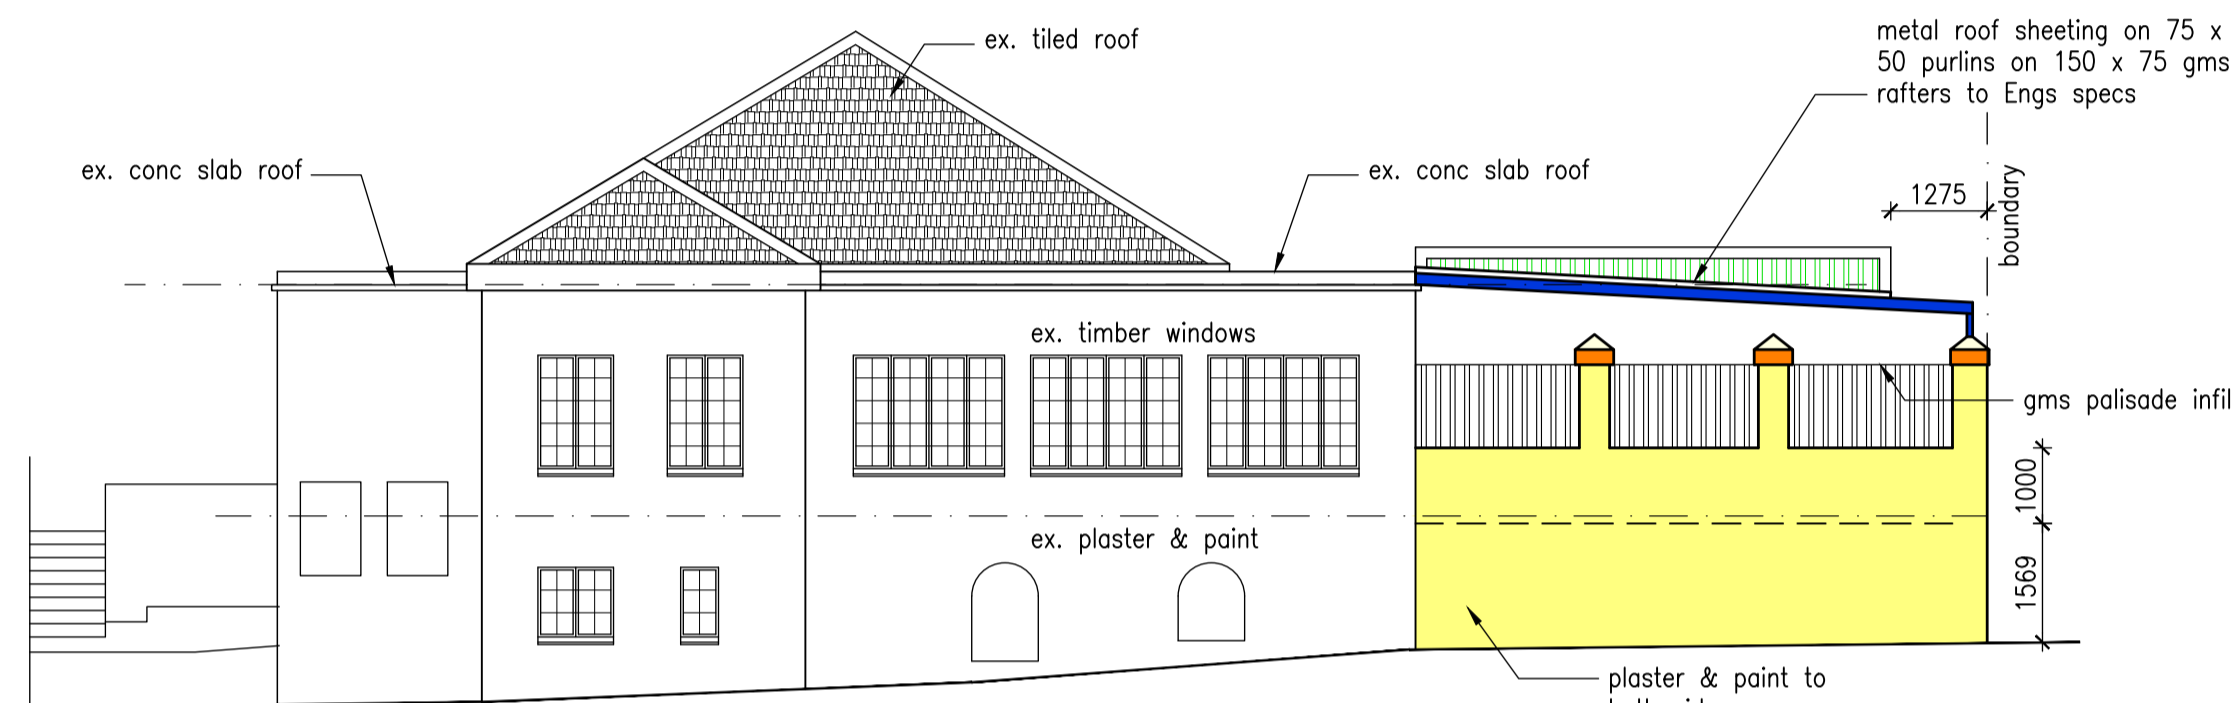 ex. tiled roof
metal roof sheeting on 75 x
50 purlins on 150 x 75 gms
rafters to Engs specs
ex. conc slab roof
ex. conc slab roof
1275
boundary
ex. timber windows
gms palisade infil
1000
ex. plaster & paint
1569
plaster & paint to